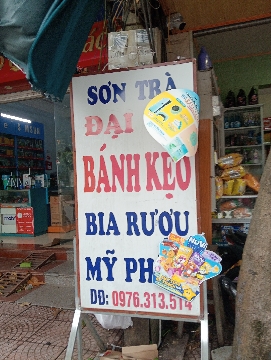 SƠN TRÀ
ĐẠI
BÁNH KẸO
BIA RƯỢU
MỸ PH
DĐ: 0976.313.514